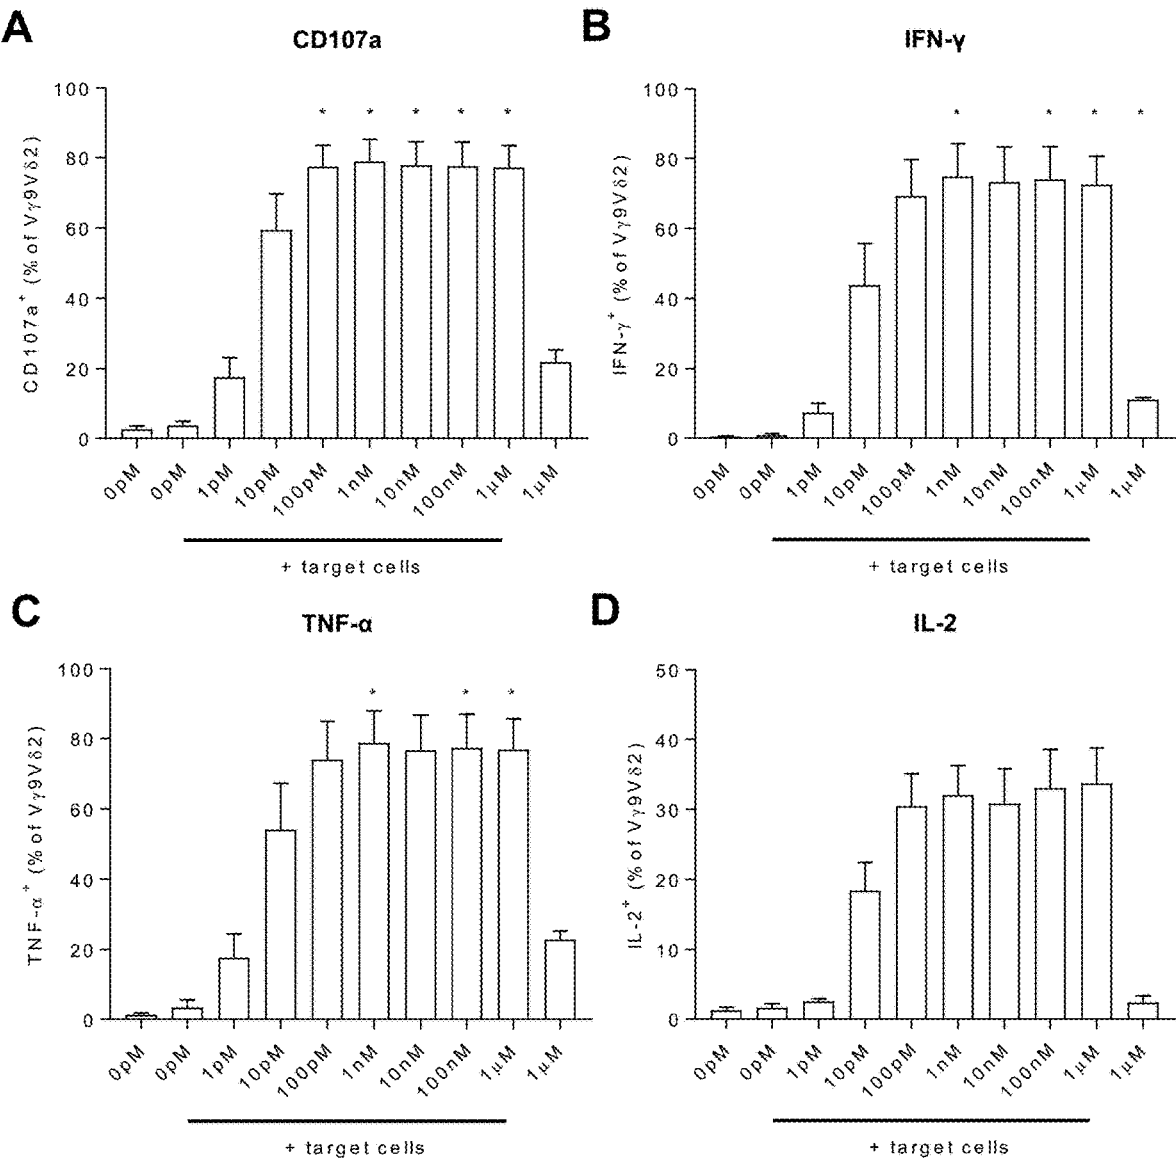 A
CD107a
CD107a⁺ (% of Vγ9Vδ2)
100
80
60
40
20
0
* * * * *
0pM 0pM 1pM 10pM 100pM 1nM 10nM 100nM 1μM 1μM
+ target cells
B
IFN-γ
IFN-γ⁺ (% of Vγ9Vδ2)
100
80
60
40
20
0
* * * *
0pM 0pM 1pM 10pM 100pM 1nM 10nM 100nM 1μM 1μM
+ target cells
C
TNF-α
TNF-α⁺ (% of Vγ9Vδ2)
100
80
60
40
20
0
* * *
0pM 0pM 1pM 10pM 100pM 1nM 10nM 100nM 1μM 1μM
+ target cells
D
IL-2
IL-2⁺ (% of Vγ9Vδ2)
50
40
30
20
10
0
0pM 0pM 1pM 10pM 100pM 1nM 10nM 100nM 1μM 1μM
+ target cells